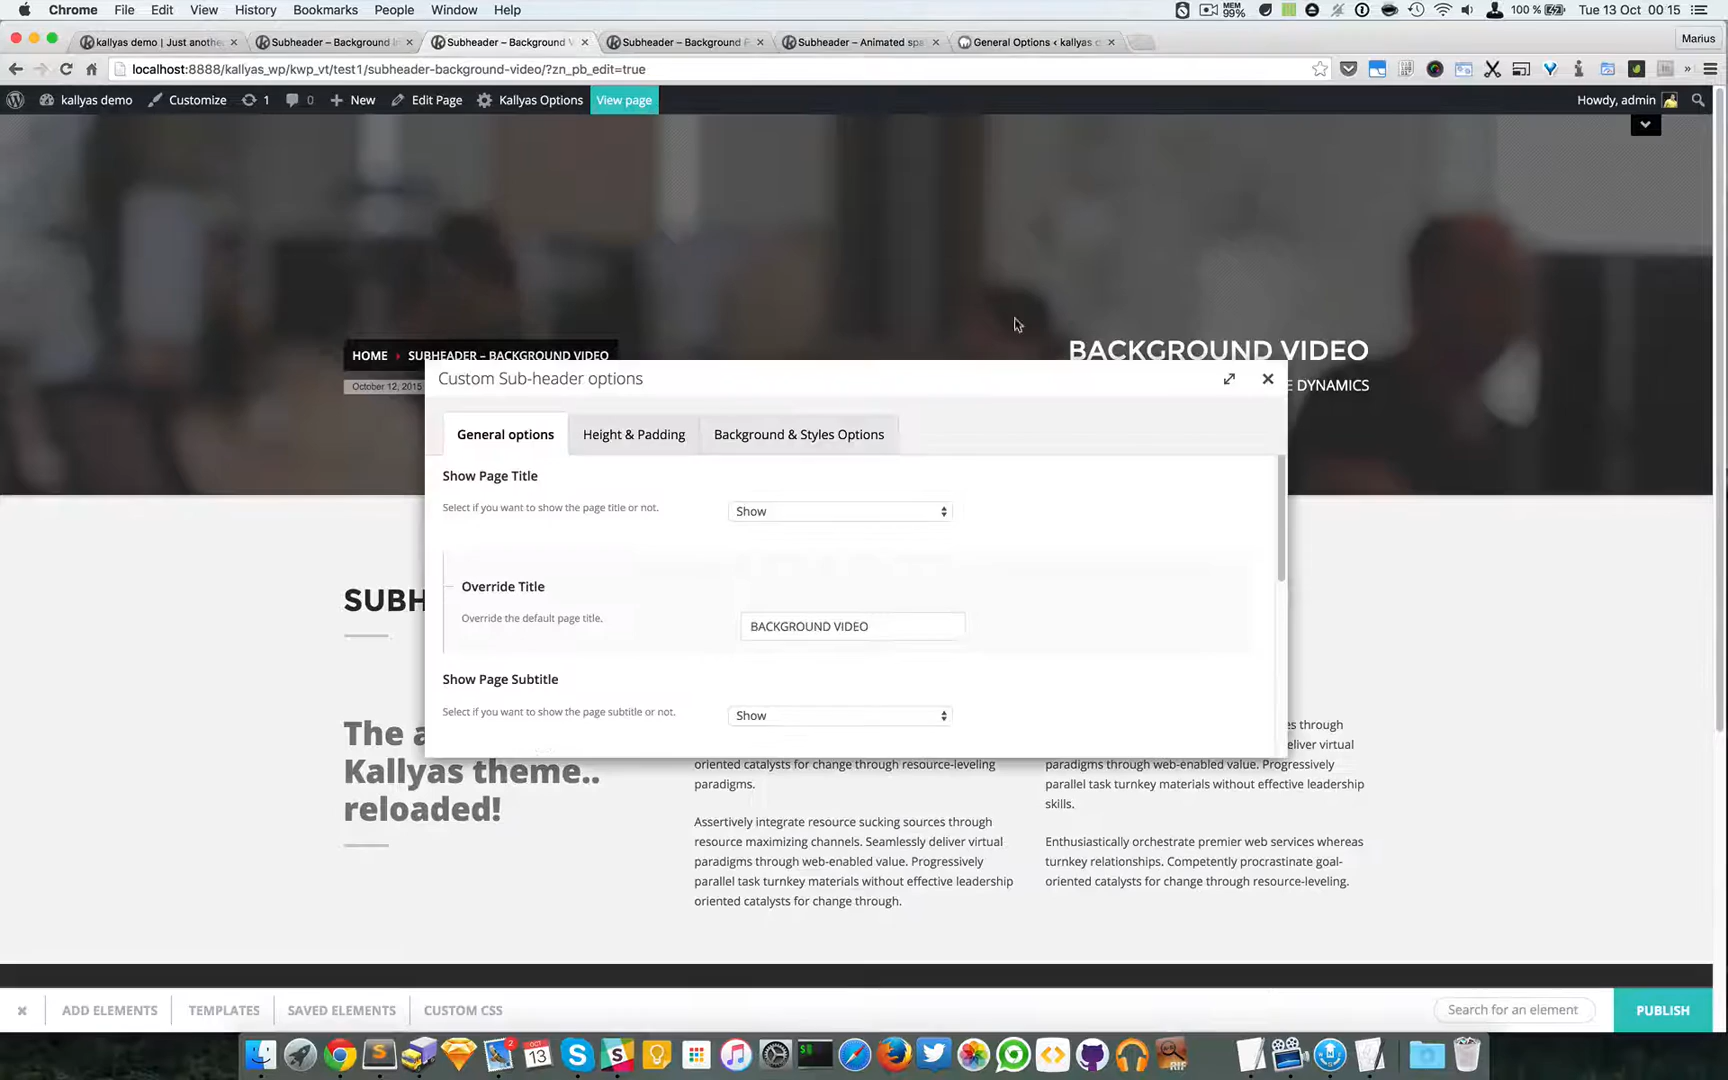 Chrome File Edit View History Bookmarks People Window Help
MEM 99% 100 % Tue 13 Oct 00 15
kallyas demo | Just anothe
Subheader – Background I
Subheader – Background V
Subheader – Background F
Subheader – Animated spa
General Options ‹ kallyas d
Marius
localhost:8888/kallyas_wp/kwp_vt/test1/subheader-background-video/?zn_pb_edit=true
kallyas demo Customize 1 0 New Edit Page Kallyas Options View page Howdy, admin
HOME SUBHEADER – BACKGROUND VIDEO
BACKGROUND VIDEO
October 12, 2015
E DYNAMICS
Custom Sub-header options
General options Height & Padding Background & Styles Options
Show Page Title
Select if you want to show the page title or not.
Show
Override Title
Override the default page title.
BACKGROUND VIDEO
Show Page Subtitle
Select if you want to show the page subtitle or not.
Show
SUBH
The a
Kallyas theme..
reloaded!
oriented catalysts for change through resource-leveling
paradigms.
Assertively integrate resource sucking sources through
resource maximizing channels. Seamlessly deliver virtual
paradigms through web-enabled value. Progressively
parallel task turnkey materials without effective leadership
oriented catalysts for change through.
es through
eliver virtual
paradigms through web-enabled value. Progressively
parallel task turnkey materials without effective leadership
skills.
Enthusiastically orchestrate premier web services whereas
turnkey relationships. Competently procrastinate goal-
oriented catalysts for change through resource-leveling.
ADD ELEMENTS TEMPLATES SAVED ELEMENTS CUSTOM CSS Search for an element PUBLISH
OCT
13
2
RIF